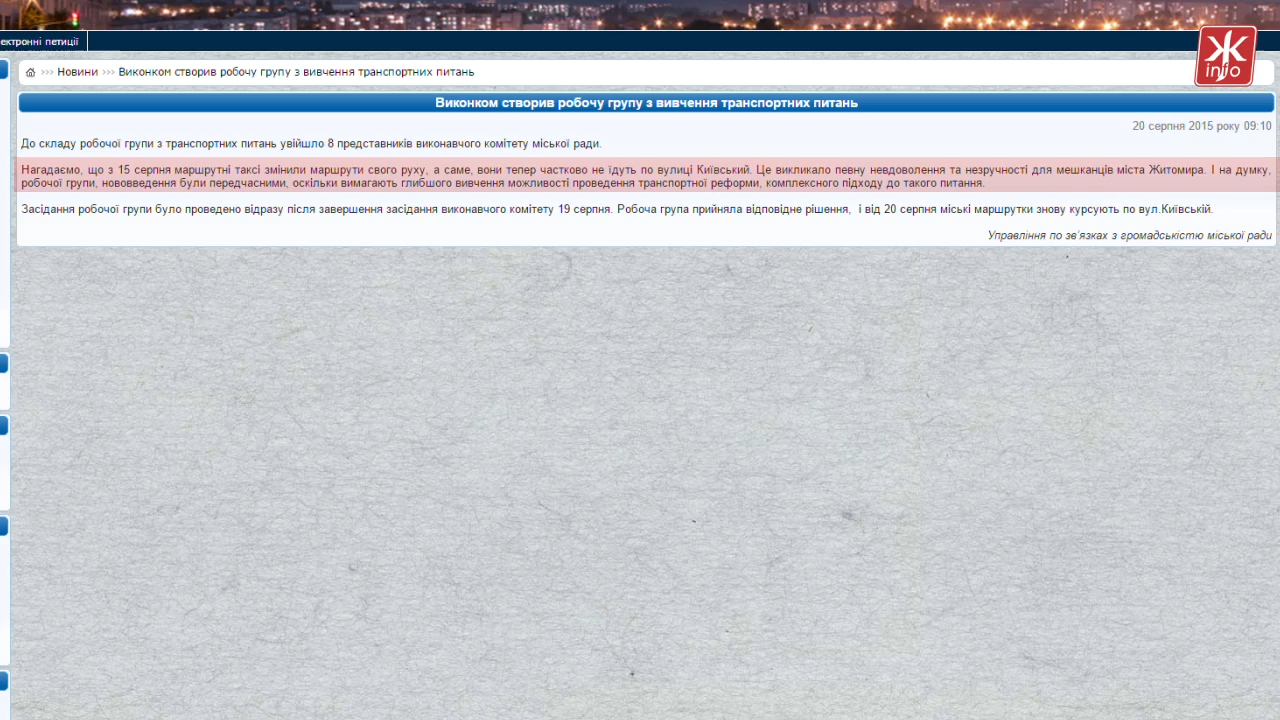 ектронні петиції
Ж
info
››› Новини ››› Виконком створив робочу групу з вивчення транспортних питань
Виконком створив робочу групу з вивчення транспортних питань
20 серпня 2015 року 09:10
До складу робочої групи з транспортних питань увійшло 8 представників виконавчого комітету міської ради.
Нагадаємо, що з 15 серпня маршрутні таксі змінили маршрути свого руху, а саме, вони тепер частково не їдуть по вулиці Київський. Це викликало певну невдоволення та незручності для мешканців міста Житомира. І на думку,
робочої групи, нововведення були передчасними, оскільки вимагають глибшого вивчення можливості проведення транспортної реформи, комплексного підходу до такого питання.
Засідання робочої групи було проведено відразу після завершення засідання виконавчого комітету 19 серпня. Робоча група прийняла відповідне рішення, і від 20 серпня міські маршрутки знову курсують по вул.Київській.
Управління по зв'язках з громадськістю міської ради